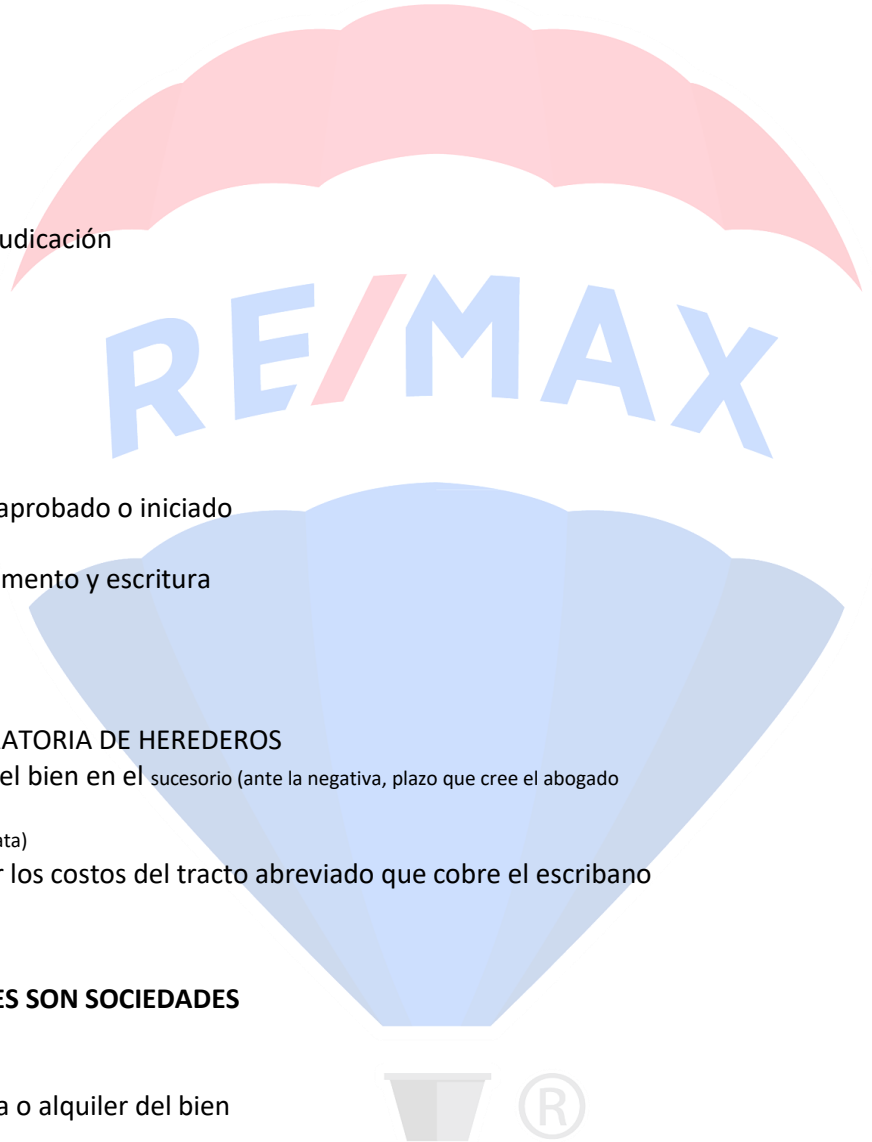 udicación
RE/MAX
aprobado o iniciado
mento y escritura
ATORIA DE HEREDEROS
el bien en el sucesorio (ante la negativa, plazo que cree el abogado
ata)
r los costos del tracto abreviado que cobre el escribano
ES SON SOCIEDADES
a o alquiler del bien
®